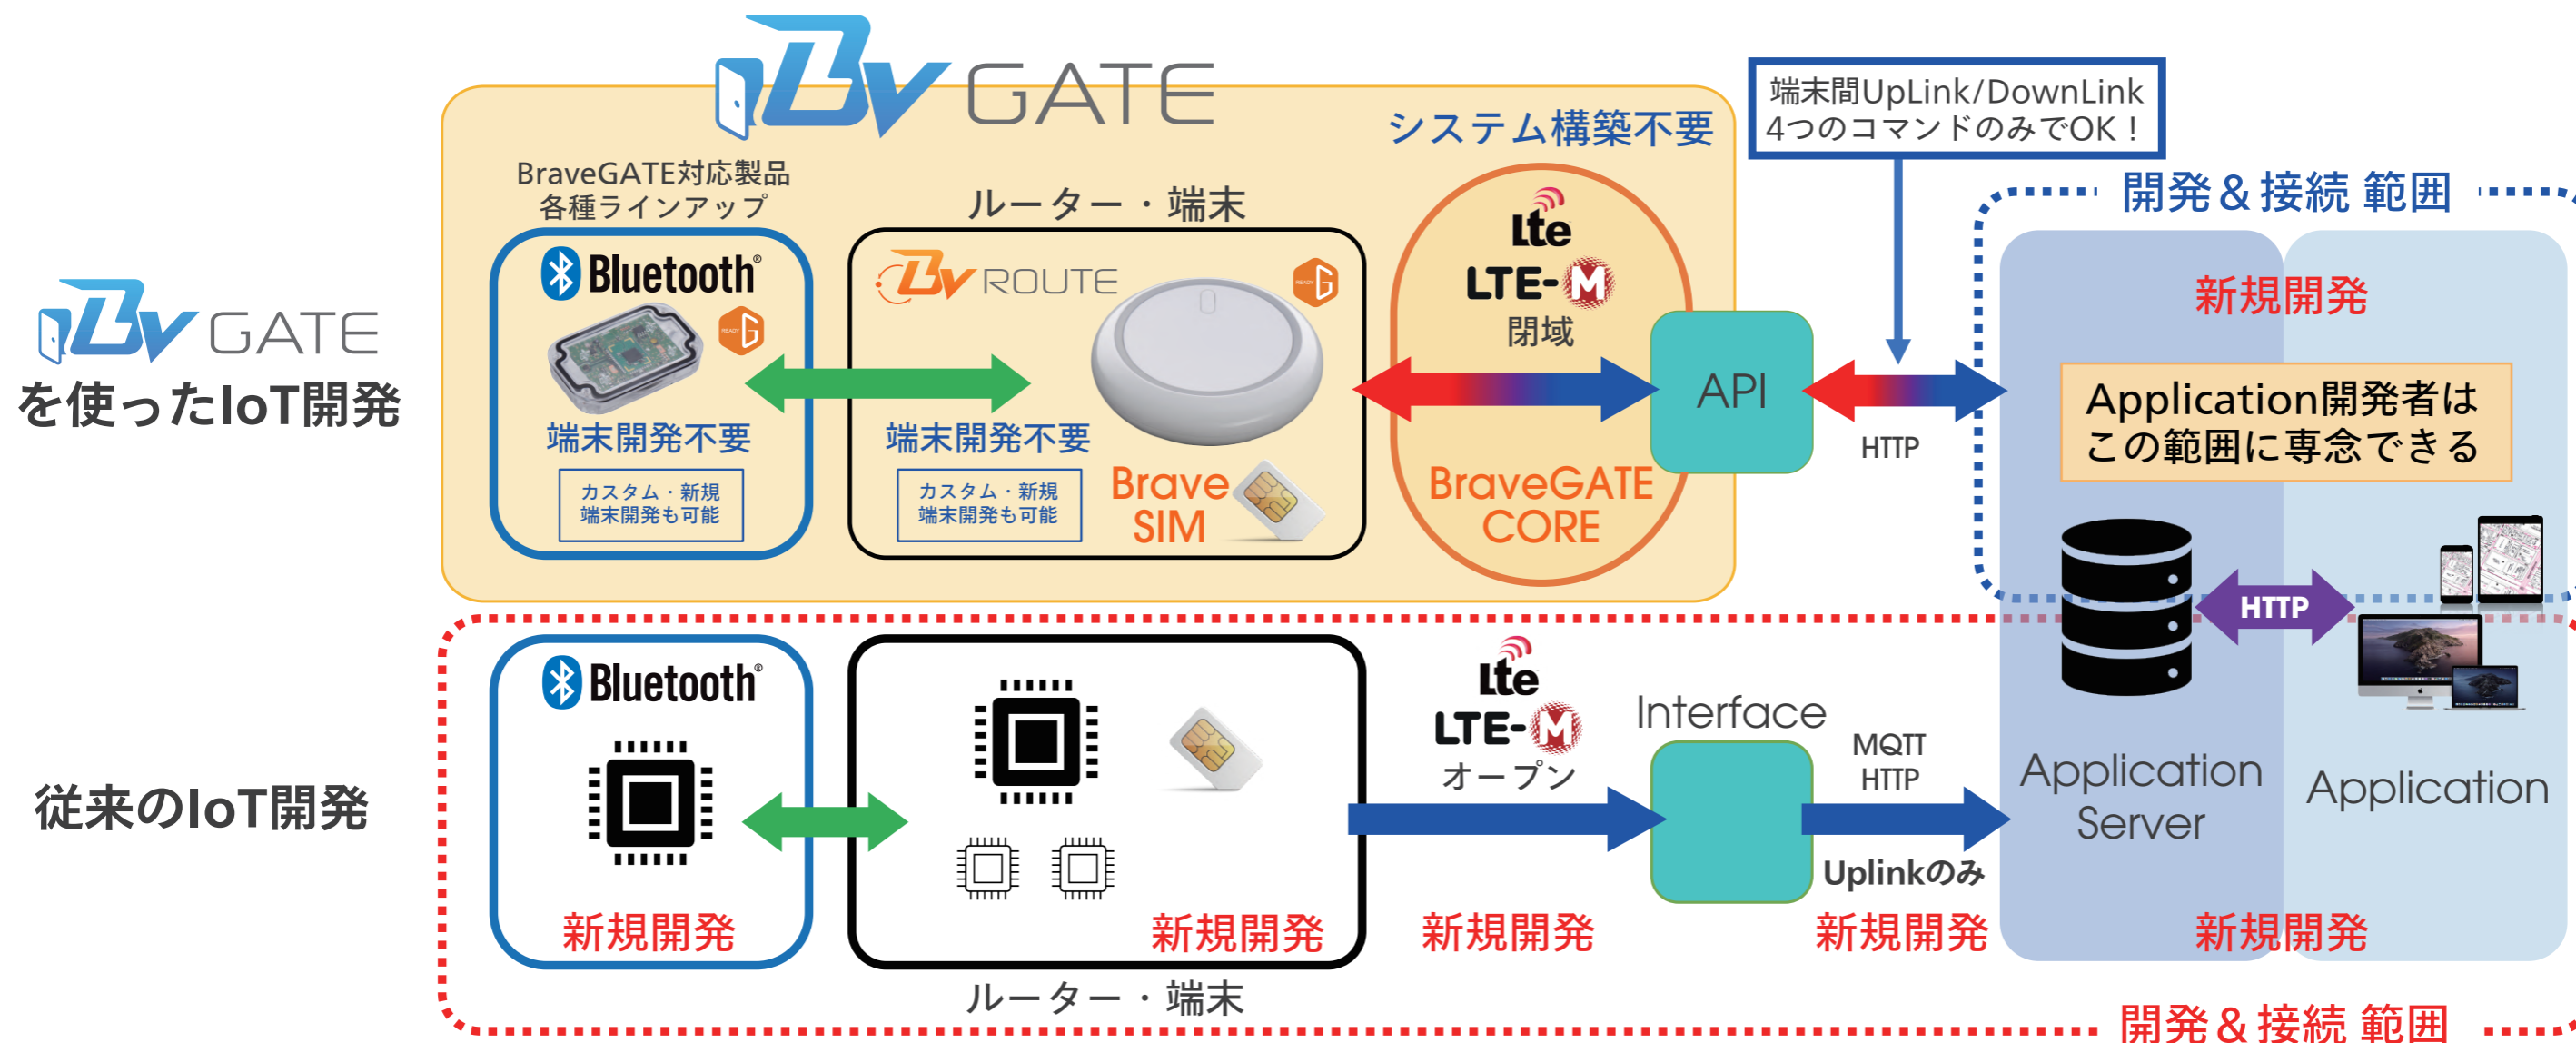 Bv GATE
システム構築不要
端末間UpLink/DownLink
4つのコマンドのみでOK！
BraveGATE対応製品
各種ラインアップ
ルーター・端末
開発＆接続 範囲
Bluetooth®
READY G
Bv ROUTE
READY G
Lte
LTE-M
閉域
新規開発
Bv GATE
を使ったIoT開発
API
HTTP
Application開発者は
この範囲に専念できる
端末開発不要
カスタム・新規
端末開発も可能
端末開発不要
カスタム・新規
端末開発も可能
Brave
SIM
BraveGATE
CORE
HTTP
従来のIoT開発
Bluetooth®
新規開発
新規開発
ルーター・端末
Lte
LTE-M
オープン
新規開発
Interface
MQTT
HTTP
Uplinkのみ
新規開発
Application
Server
Application
新規開発
開発＆接続 範囲